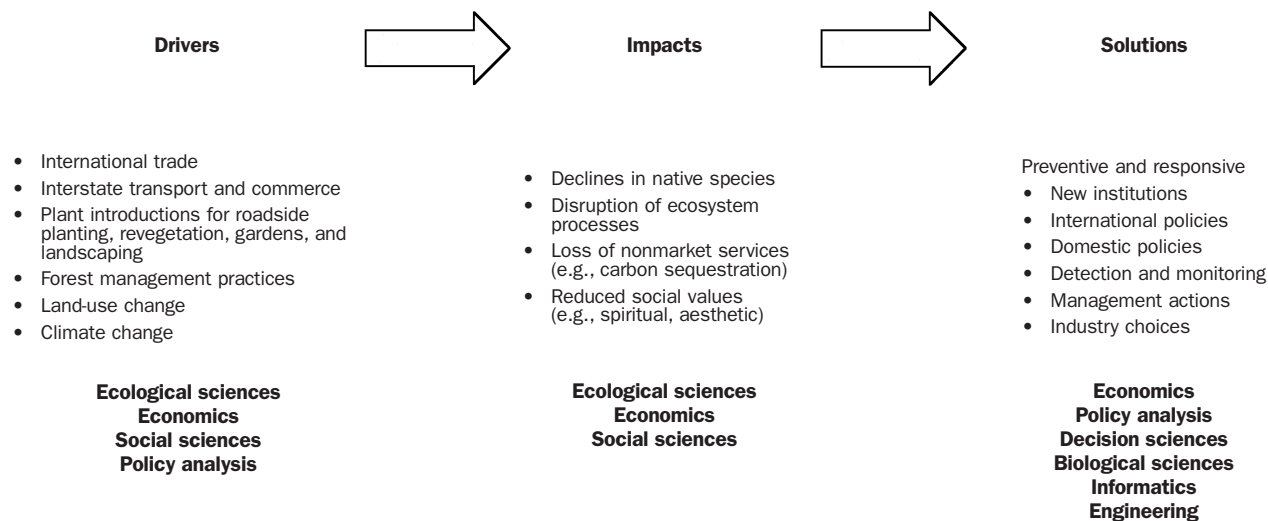 Drivers
Impacts
Solutions
• International trade
• Interstate transport and commerce
• Plant introductions for roadside
planting, revegetation, gardens, and
landscaping
• Forest management practices
• Land-use change
• Climate change
Ecological sciences
Economics
Social sciences
Policy analysis
• Declines in native species
• Disruption of ecosystem
processes
• Loss of nonmarket services
(e.g., carbon sequestration)
• Reduced social values
(e.g., spiritual, aesthetic)
Ecological sciences
Economics
Social sciences
Preventive and responsive
• New institutions
• International policies
• Domestic policies
• Detection and monitoring
• Management actions
• Industry choices
Economics
Policy analysis
Decision sciences
Biological sciences
Informatics
Engineering